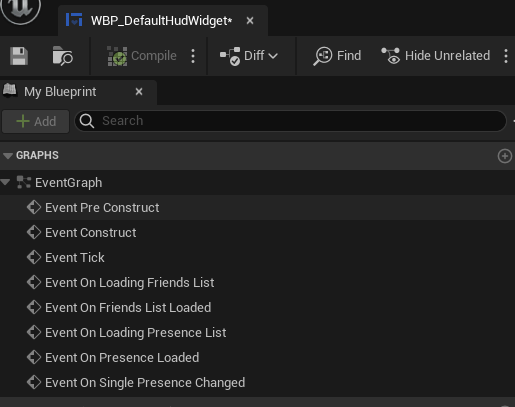 WBP_DefaultHudWidget*
Compile
Diff
Find
Hide Unrelated
My Blueprint
Add
Search
GRAPHS
EventGraph
Event Pre Construct
Event Construct
Event Tick
Event On Loading Friends List
Event On Friends List Loaded
Event On Loading Presence List
Event On Presence Loaded
Event On Single Presence Changed